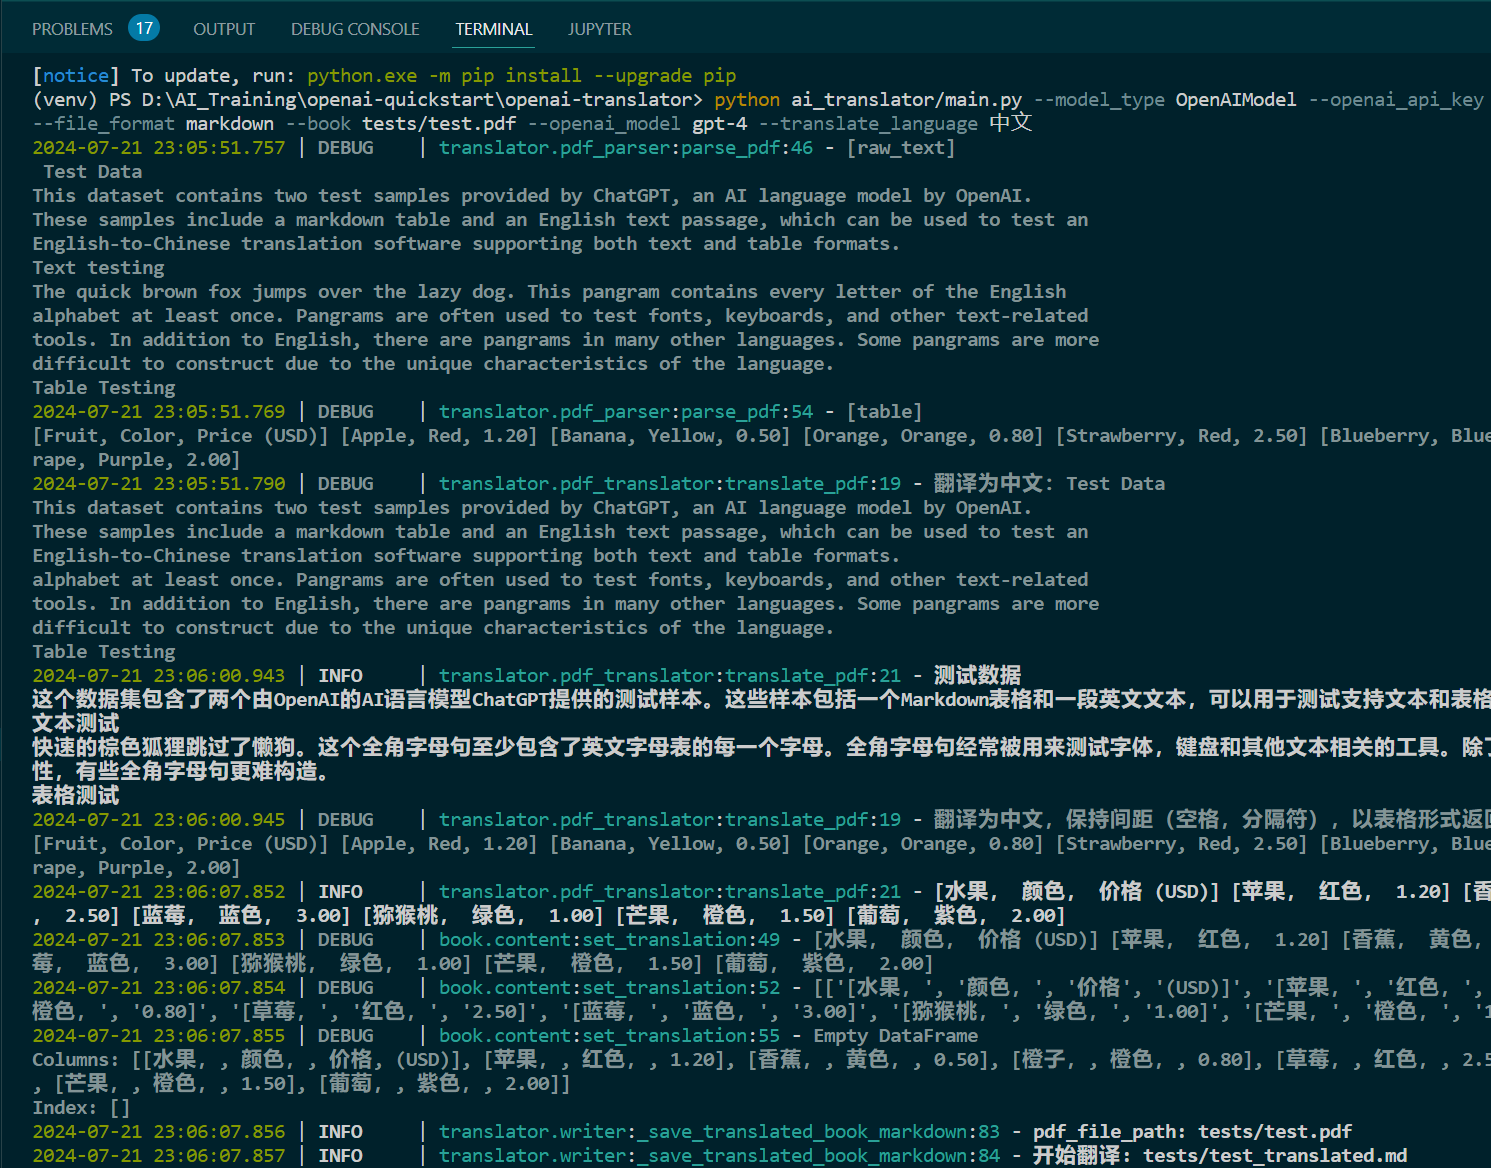 PROBLEMS 17 OUTPUT DEBUG CONSOLE TERMINAL JUPYTER
[notice] To update, run: python.exe -m pip install --upgrade pip
(venv) PS D:\AI_Training\openai-quickstart\openai-translator> python ai_translator/main.py --model_type OpenAIModel --openai_api_key
--file_format markdown --book tests/test.pdf --openai_model gpt-4 --translate_language 中文
2024-07-21 23:05:51.757 | DEBUG    | translator.pdf_parser:parse_pdf:46 - [raw_text]
Test Data
This dataset contains two test samples provided by ChatGPT, an AI language model by OpenAI.
These samples include a markdown table and an English text passage, which can be used to test an
English-to-Chinese translation software supporting both text and table formats.
Text testing
The quick brown fox jumps over the lazy dog. This pangram contains every letter of the English
alphabet at least once. Pangrams are often used to test fonts, keyboards, and other text-related
tools. In addition to English, there are pangrams in many other languages. Some pangrams are more
difficult to construct due to the unique characteristics of the language.
Table Testing
2024-07-21 23:05:51.769 | DEBUG    | translator.pdf_parser:parse_pdf:54 - [table]
[Fruit, Color, Price (USD)] [Apple, Red, 1.20] [Banana, Yellow, 0.50] [Orange, Orange, 0.80] [Strawberry, Red, 2.50] [Blueberry, Blue
rape, Purple, 2.00]
2024-07-21 23:05:51.790 | DEBUG    | translator.pdf_translator:translate_pdf:19 - 翻译为中文: Test Data
This dataset contains two test samples provided by ChatGPT, an AI language model by OpenAI.
These samples include a markdown table and an English text passage, which can be used to test an
English-to-Chinese translation software supporting both text and table formats.
alphabet at least once. Pangrams are often used to test fonts, keyboards, and other text-related
tools. In addition to English, there are pangrams in many other languages. Some pangrams are more
difficult to construct due to the unique characteristics of the language.
Table Testing
2024-07-21 23:06:00.943 | INFO     | translator.pdf_translator:translate_pdf:21 - 测试数据
这个数据集包含了两个由OpenAI的AI语言模型ChatGPT提供的测试样本。这些样本包括一个Markdown表格和一段英文文本，可以用于测试支持文本和表格
文本测试
快速的棕色狐狸跳过了懒狗。这个全角字母句至少包含了英文字母表的每一个字母。全角字母句经常被用来测试字体，键盘和其他文本相关的工具。除了
性，有些全角字母句更难构造。
表格测试
2024-07-21 23:06:00.945 | DEBUG    | translator.pdf_translator:translate_pdf:19 - 翻译为中文，保持间距（空格，分隔符），以表格形式返回
[Fruit, Color, Price (USD)] [Apple, Red, 1.20] [Banana, Yellow, 0.50] [Orange, Orange, 0.80] [Strawberry, Red, 2.50] [Blueberry, Blue
rape, Purple, 2.00]
2024-07-21 23:06:07.852 | INFO     | translator.pdf_translator:translate_pdf:21 - [水果， 颜色， 价格 (USD)] [苹果， 红色， 1.20] [香
， 2.50] [蓝莓， 蓝色， 3.00] [猕猴桃， 绿色， 1.00] [芒果， 橙色， 1.50] [葡萄， 紫色， 2.00]
2024-07-21 23:06:07.853 | DEBUG    | book.content:set_translation:49 - [水果， 颜色， 价格 (USD)] [苹果， 红色， 1.20] [香蕉， 黄色，
莓， 蓝色， 3.00] [猕猴桃， 绿色， 1.00] [芒果， 橙色， 1.50] [葡萄， 紫色， 2.00]
2024-07-21 23:06:07.854 | DEBUG    | book.content:set_translation:52 - [['[水果，', '颜色，', '价格', '(USD)]', '[苹果，', '红色，',
橙色，', '0.80]', '[草莓，', '红色，', '2.50]', '[蓝莓，', '蓝色，', '3.00]', '[猕猴桃，', '绿色，', '1.00]', '[芒果，', '橙色，', '1
2024-07-21 23:06:07.855 | DEBUG    | book.content:set_translation:55 - Empty DataFrame
Columns: [[水果，, 颜色，, 价格, (USD)], [苹果，, 红色，, 1.20], [香蕉，, 黄色，, 0.50], [橙子，, 橙色，, 0.80], [草莓，, 红色，, 2.5
, [芒果，, 橙色，, 1.50], [葡萄，, 紫色，, 2.00]]
Index: []
2024-07-21 23:06:07.856 | INFO     | translator.writer:_save_translated_book_markdown:83 - pdf_file_path: tests/test.pdf
2024-07-21 23:06:07.857 | INFO     | translator.writer:_save_translated_book_markdown:84 - 开始翻译: tests/test_translated.md